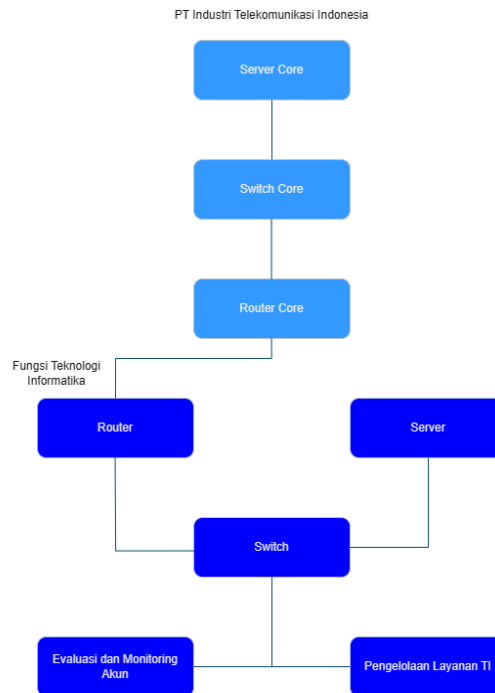 PT Industri Telekomunikasi Indonesia
Server Core
Switch Core
Router Core
Fungsi Teknologi
Informatika
Router
Server
Switch
Evaluasi dan Monitoring
Akun
Pengelolaan Layanan TI